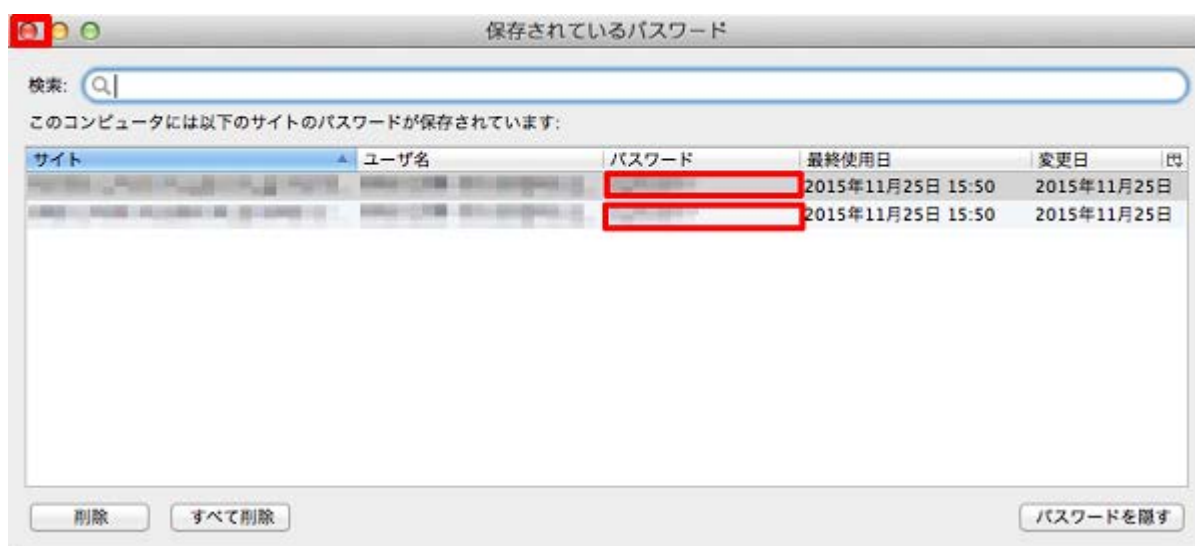 保存されているパスワード
検索:
このコンピュータには以下のサイトのパスワードが保存されています:
サイト ユーザ名 パスワード 最終使用日 変更日
2015年11月25日 15:50 2015年11月25日
2015年11月25日 15:50 2015年11月25日
削除 すべて削除 パスワードを隠す